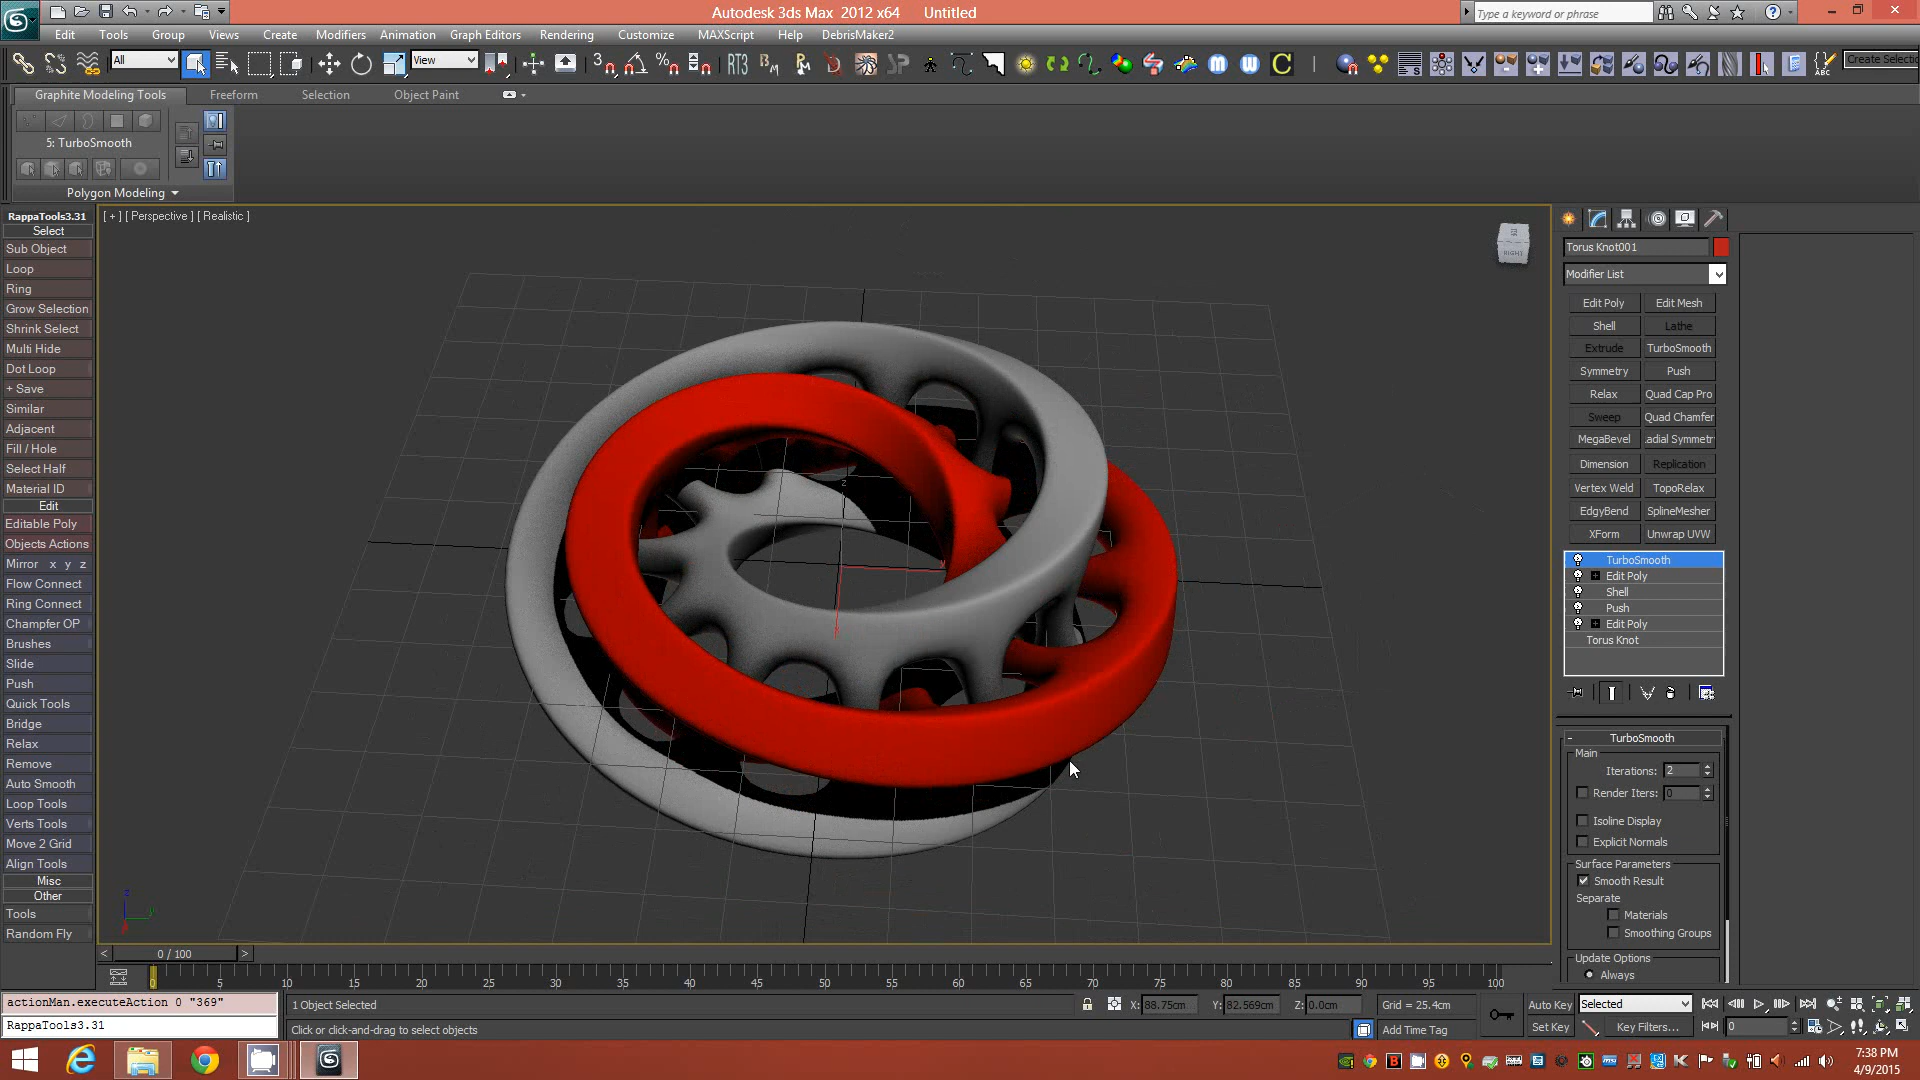 Autodesk 3ds Max 2012 x64 Untitled
Type a keyword or phrase
Edit Tools Group Views Create Modifiers Animation Graph Editors Rendering Customize MAXScript Help DebrisMaker2
All
View
Create Selectio
Graphite Modeling Tools Freeform Selection Object Paint
5: TurboSmooth
Polygon Modeling
RappaTools3.31
Select
Sub Object
Loop
Ring
Grow Selection
Shrink Select
Multi Hide
Dot Loop
+ Save
Similar
Adjacent
Fill / Hole
Select Half
Material ID
Edit
Editable Poly
Objects Actions
Mirror x y z
Flow Connect
Ring Connect
Champfer OP
Brushes
Slide
Push
Quick Tools
Bridge
Relax
Remove
Auto Smooth
Loop Tools
Verts Tools
Move 2 Grid
Align Tools
Misc
Other
Tools
Random Fly
[ + ] [ Perspective ] [ Realistic ]
RIGHT
Torus Knot001
Modifier List
Edit Poly Edit Mesh
Shell Lathe
Extrude TurboSmooth
Symmetry Push
Relax Quad Cap Pro
Sweep Quad Chamfer
MegaBevel adial Symmetr
Dimension Replication
Vertex Weld TopoRelax
EdgyBend SplineMesher
XForm Unwrap UVW
TurboSmooth
Edit Poly
Shell
Push
Edit Poly
Torus Knot
TurboSmooth
Main
Iterations: 2
Render Iters: 0
Isoline Display
Explicit Normals
Surface Parameters
Smooth Result
Separate
Materials
Smoothing Groups
Update Options
Always
0 / 100
0 5 10 15 20 25 30 35 40 45 50 55 60 65 70 75 80 85 90 95 100
actionMan.executeAction 0 "369"
RappaTools3.31
1 Object Selected
X: 88.75cm Y: 82.569cm Z: 0.0cm Grid = 25.4cm
Click or click-and-drag to select objects
Add Time Tag
Auto Key Selected
Set Key Key Filters...
0
7:38 PM
4/9/2015